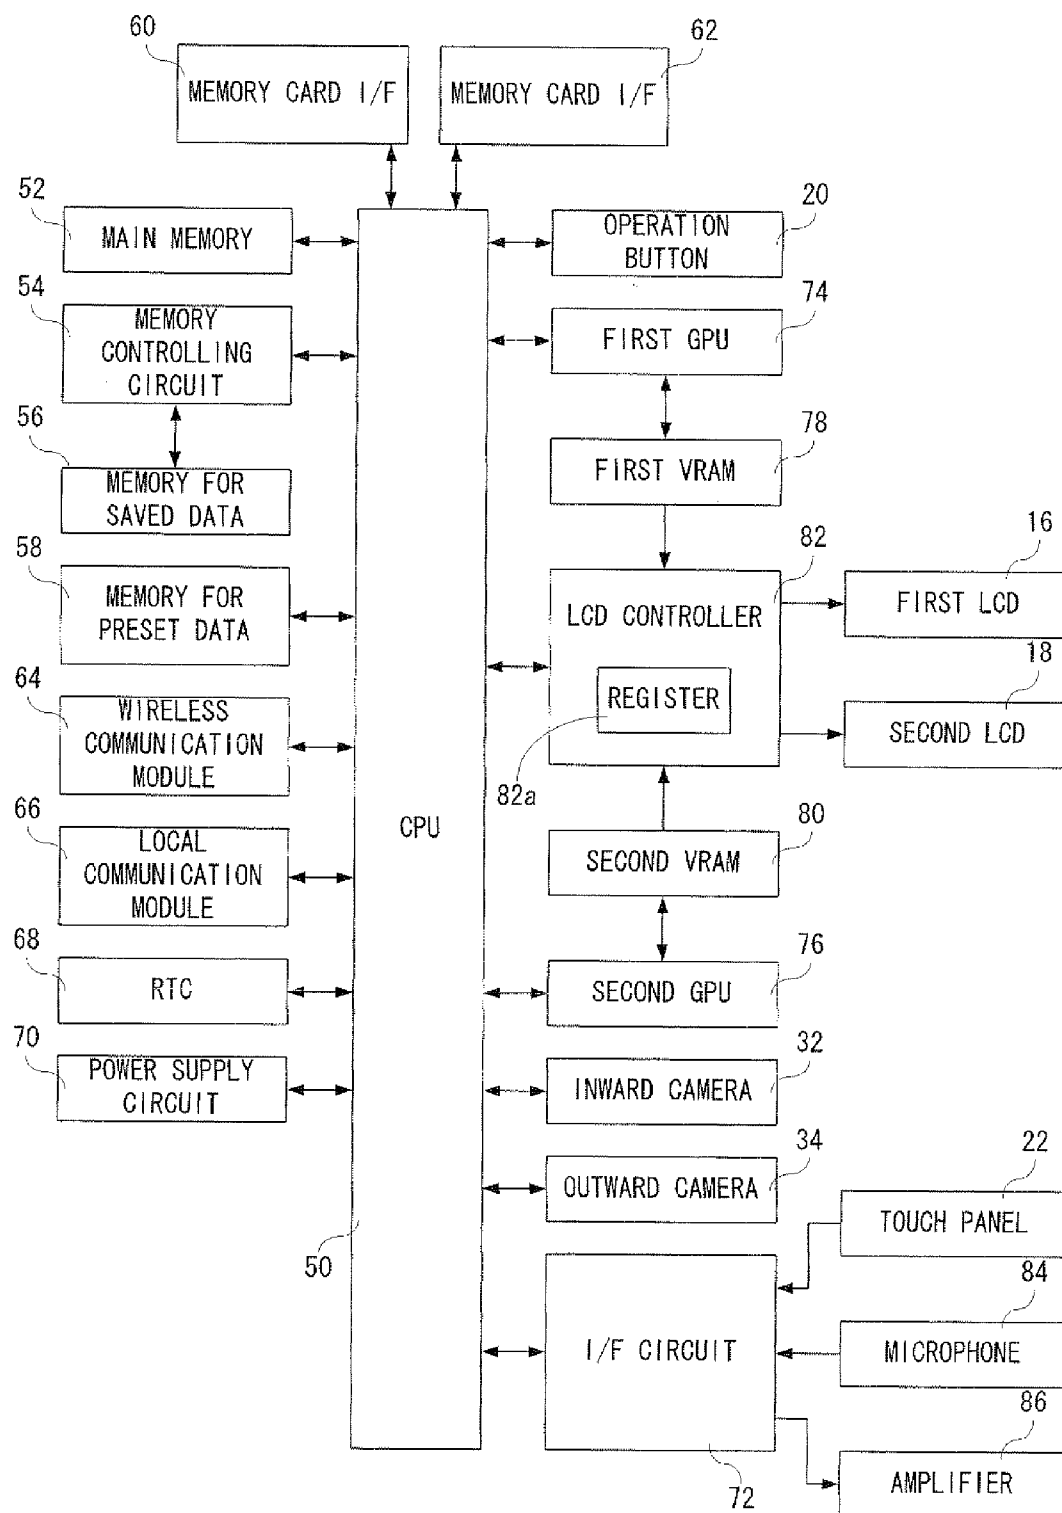 60
62
MEMORY CARD I/F
MEMORY CARD I/F
52
MAIN MEMORY
20
OPERATION
BUTTON
54
MEMORY
CONTROLLING
CIRCUIT
74
FIRST GPU
56
MEMORY FOR
SAVED DATA
78
FIRST VRAM
58
MEMORY FOR
PRESET DATA
82
LCD CONTROLLER
REGISTER
82a
16
FIRST LCD
18
SECOND LCD
64
WIRELESS
COMMUNICATION
MODULE
66
LOCAL
COMMUNICATION
MODULE
CPU
50
80
SECOND VRAM
68
RTC
76
SECOND GPU
70
POWER SUPPLY
CIRCUIT
32
INWARD CAMERA
34
OUTWARD CAMERA
22
TOUCH PANEL
I/F CIRCUIT
72
84
MICROPHONE
86
AMPLIFIER